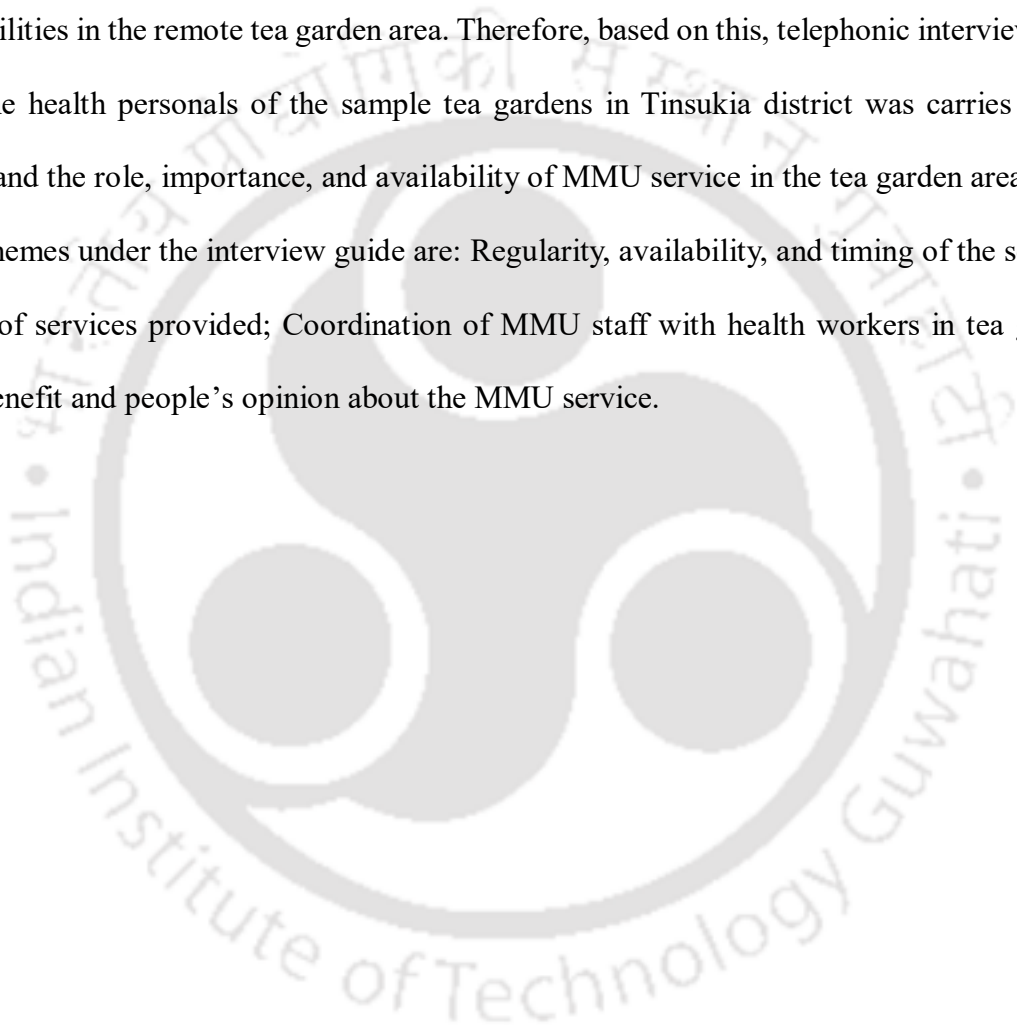 ilities in the remote tea garden area. Therefore, based on this, telephonic intervie
e health personals of the sample tea gardens in Tinsukia district was carries
and the role, importance, and availability of MMU service in the tea garden area
hemes under the interview guide are: Regularity, availability, and timing of the s
of services provided; Coordination of MMU staff with health workers in tea
enefit and people’s opinion about the MMU service.
Indian Institute of Technology Guwahati